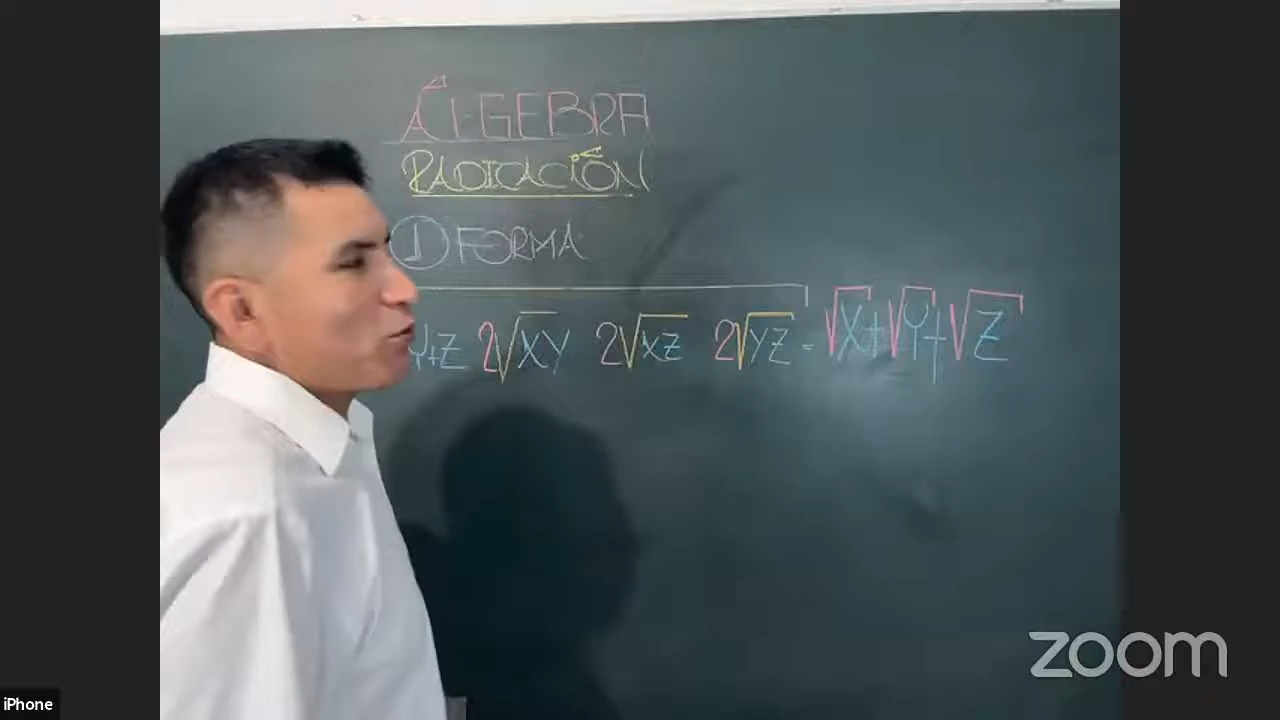 ÁLGEBRA
RADICACIÓN
① FORMA
Y+Z 2√XY 2√XZ 2√YZ = √X+√Y+√Z
zoom
iPhone